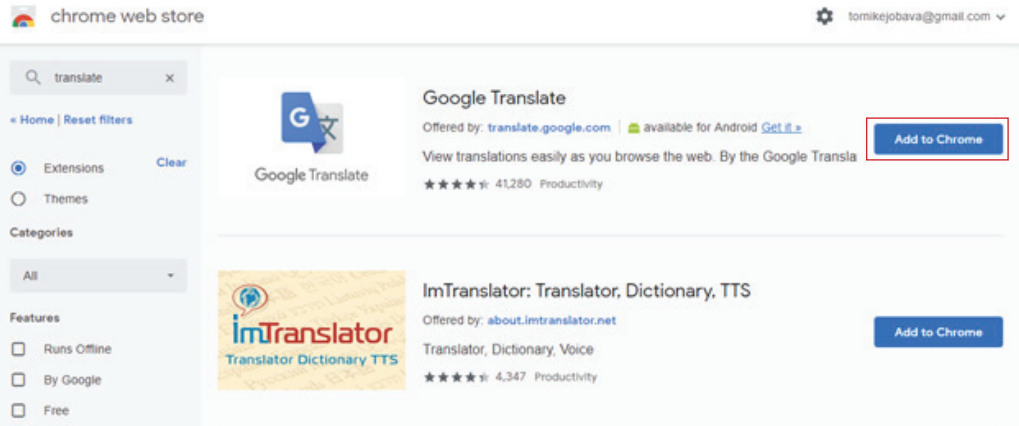 chrome web store
tornikejobava@gmail.com
translate
« Home | Reset filters
Extensions
Clear
Themes
Categories
All
Features
Runs Offline
By Google
Free
G
文
Google Translate
Google Translate
Offered by: translate.google.com
available for Android Get it »
View translations easily as you browse the web. By the Google Transla
41,280 Productivity
Add to Chrome
imTranslator
Translator Dictionary TTS
ImTranslator: Translator, Dictionary, TTS
Offered by: about.imtranslator.net
Translator, Dictionary, Voice
4,347 Productivity
Add to Chrome